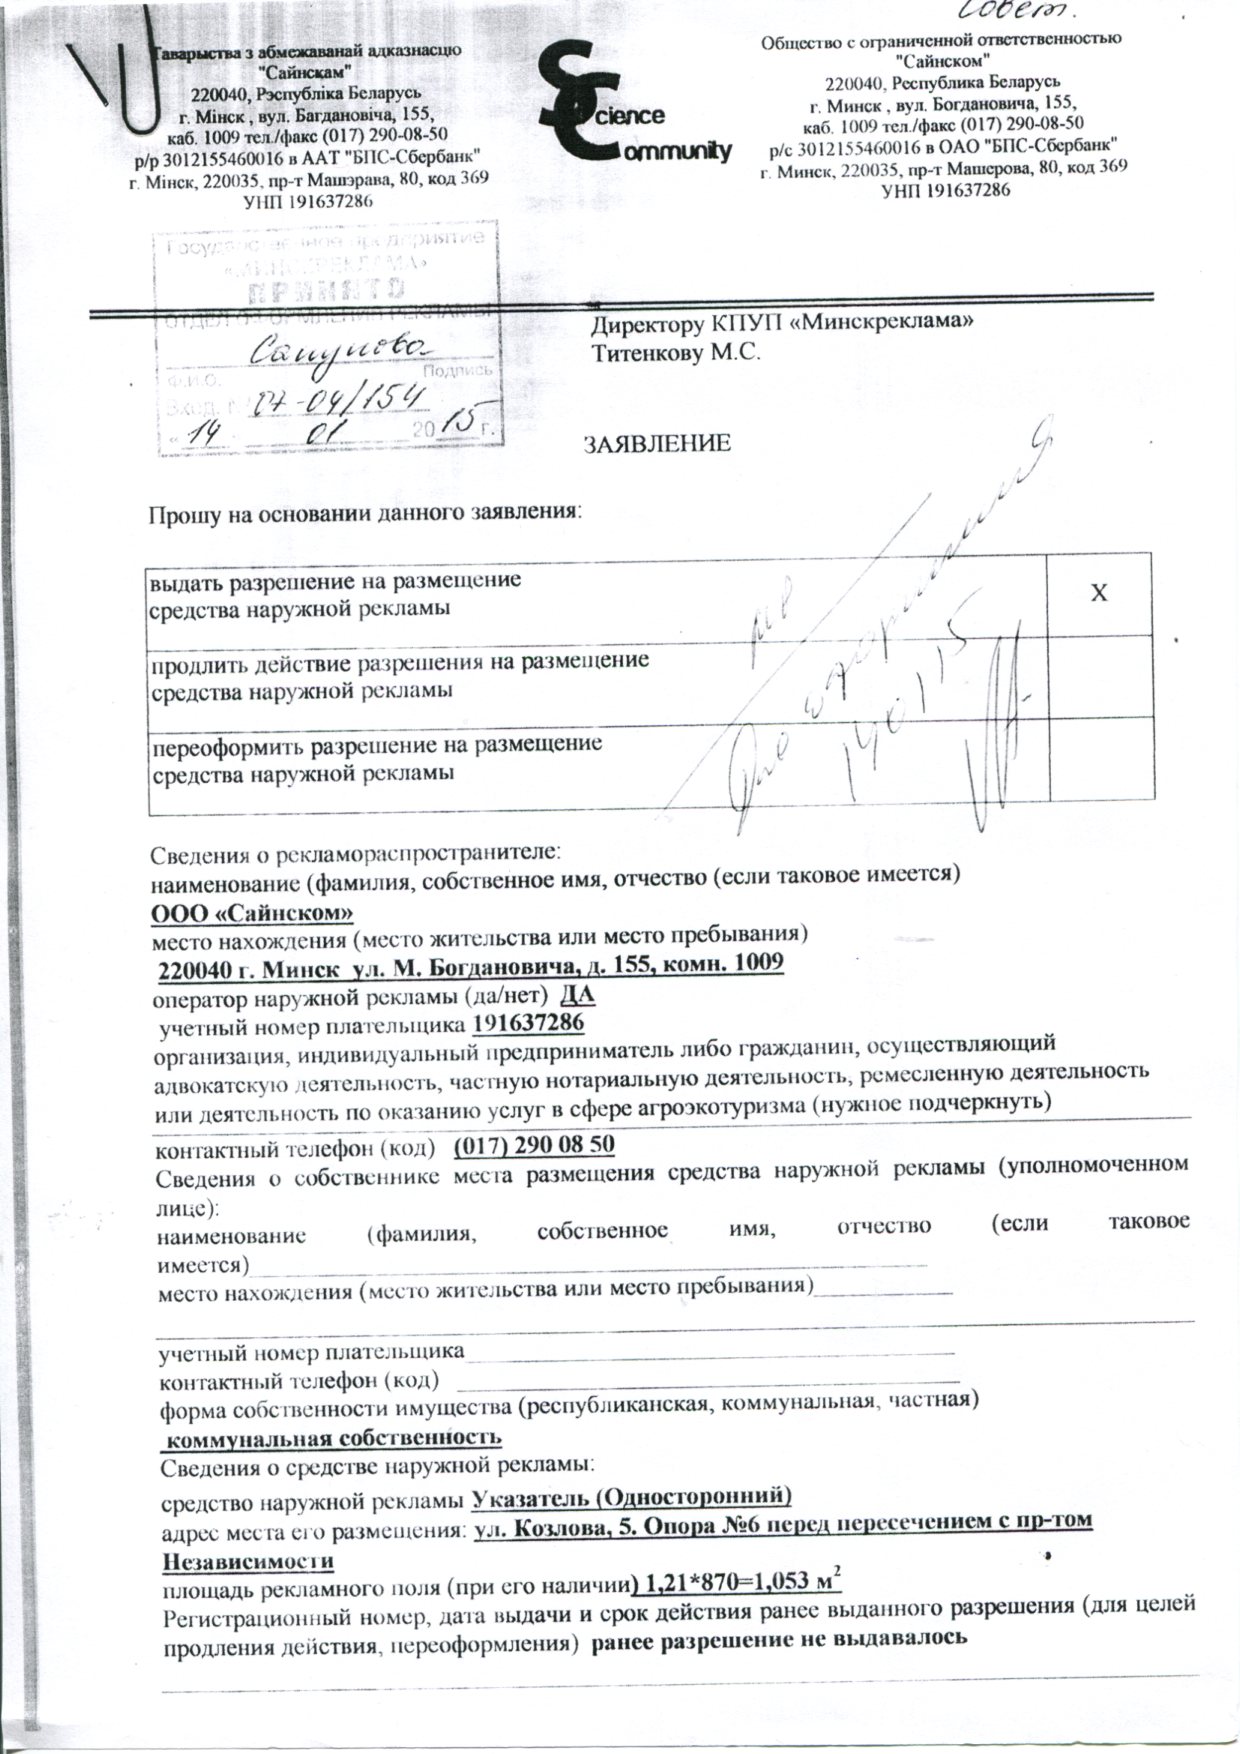 Совет.
Таварыства з абмежаванай адказнасцю
"Сайнскам"
220040, Рэспубліка Беларусь
г. Мінск , вул. Багдановіча, 155,
каб. 1009 тел./факс (017) 290-08-50
р/р 3012155460016 в ААТ "БПС-Сбербанк"
г. Мінск, 220035, пр-т Машэрава, 80, код 369
УНП 191637286
Science
Community
Общество с ограниченной ответственностью
"Сайнском"
220040, Республика Беларусь
г. Минск , вул. Богдановича, 155,
каб. 1009 тел./факс (017) 290-08-50
р/с 3012155460016 в ОАО "БПС-Сбербанк"
г. Минск, 220035, пр-т Машерова, 80, код 369
УНП 191637286
Государственное предприятие
«МИНСКРЕКЛАМА»
ПРИНЯТО
ОТДЕЛ ОФОРМЛЕНИЯ РЕКЛАМЫ
Сапунова
Ф.И.О. Подпись
Вход. г. 07-04/154
« 14 01 2015 г.
Директору КПУП «Минскреклама»
Титенкову М.С.
ЗАЯВЛЕНИЕ
Прошу на основании данного заявления:
выдать разрешение на размещение
средства наружной рекламы
X
продлить действие разрешения на размещение
средства наружной рекламы
переоформить разрешение на размещение
средства наружной рекламы
140115
Сведения о рекламораспространителе:
наименование (фамилия, собственное имя, отчество (если таковое имеется)
ООО «Сайнском»
место нахождения (место жительства или место пребывания)
220040 г. Минск ул. М. Богдановича, д. 155, комн. 1009
оператор наружной рекламы (да/нет) ДА
учетный номер плательщика 191637286
организация, индивидуальный предприниматель либо гражданин, осуществляющий
адвокатскую деятельность, частную нотариальную деятельность, ремесленную деятельность
или деятельность по оказанию услуг в сфере агроэкотуризма (нужное подчеркнуть)
контактный телефон (код) (017) 290 08 50
Сведения о собственнике места размещения средства наружной рекламы (уполномоченном
лице):
наименование (фамилия, собственное имя, отчество (если таковое
имеется)
место нахождения (место жительства или место пребывания)
учетный номер плательщика
контактный телефон (код)
форма собственности имущества (республиканская, коммунальная, частная)
коммунальная собственность
Сведения о средстве наружной рекламы:
средство наружной рекламы Указатель (Односторонний)
адрес места его размещения: ул. Козлова, 5. Опора №6 перед пересечением с пр-том
Независимости
площадь рекламного поля (при его наличии) 1,21*870=1,053 м²
Регистрационный номер, дата выдачи и срок действия ранее выданного разрешения (для целей
продления действия, переоформления) ранее разрешение не выдавалось